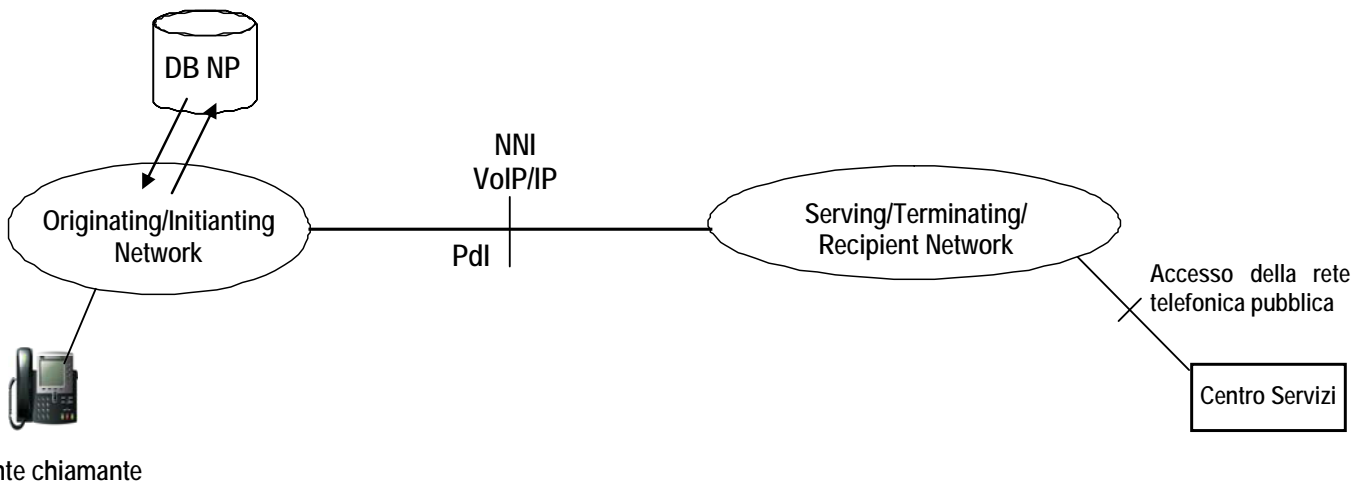 DB NP
NNI
VoIP/IP
Originating/Initianting
Network
PdI
Serving/Terminating/
Recipient Network
Accesso della rete
telefonica pubblica
Centro Servizi
nte chiamante